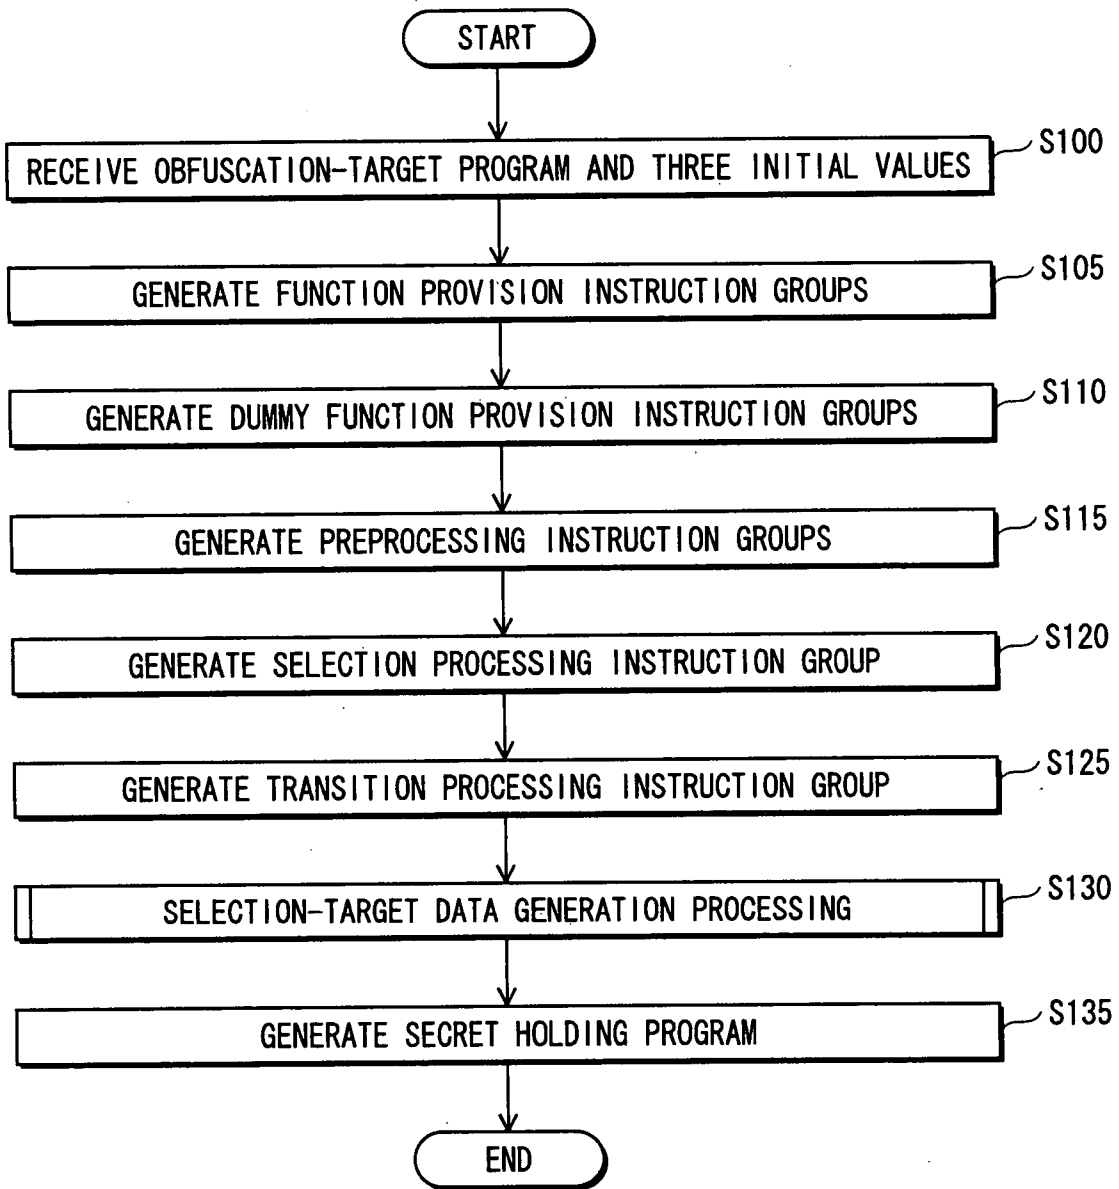 START
S100
RECEIVE OBFUSCATION-TARGET PROGRAM AND THREE INITIAL VALUES
S105
GENERATE FUNCTION PROVISION INSTRUCTION GROUPS
S110
GENERATE DUMMY FUNCTION PROVISION INSTRUCTION GROUPS
S115
GENERATE PREPROCESSING INSTRUCTION GROUPS
S120
GENERATE SELECTION PROCESSING INSTRUCTION GROUP
S125
GENERATE TRANSITION PROCESSING INSTRUCTION GROUP
S130
SELECTION-TARGET DATA GENERATION PROCESSING
S135
GENERATE SECRET HOLDING PROGRAM
END